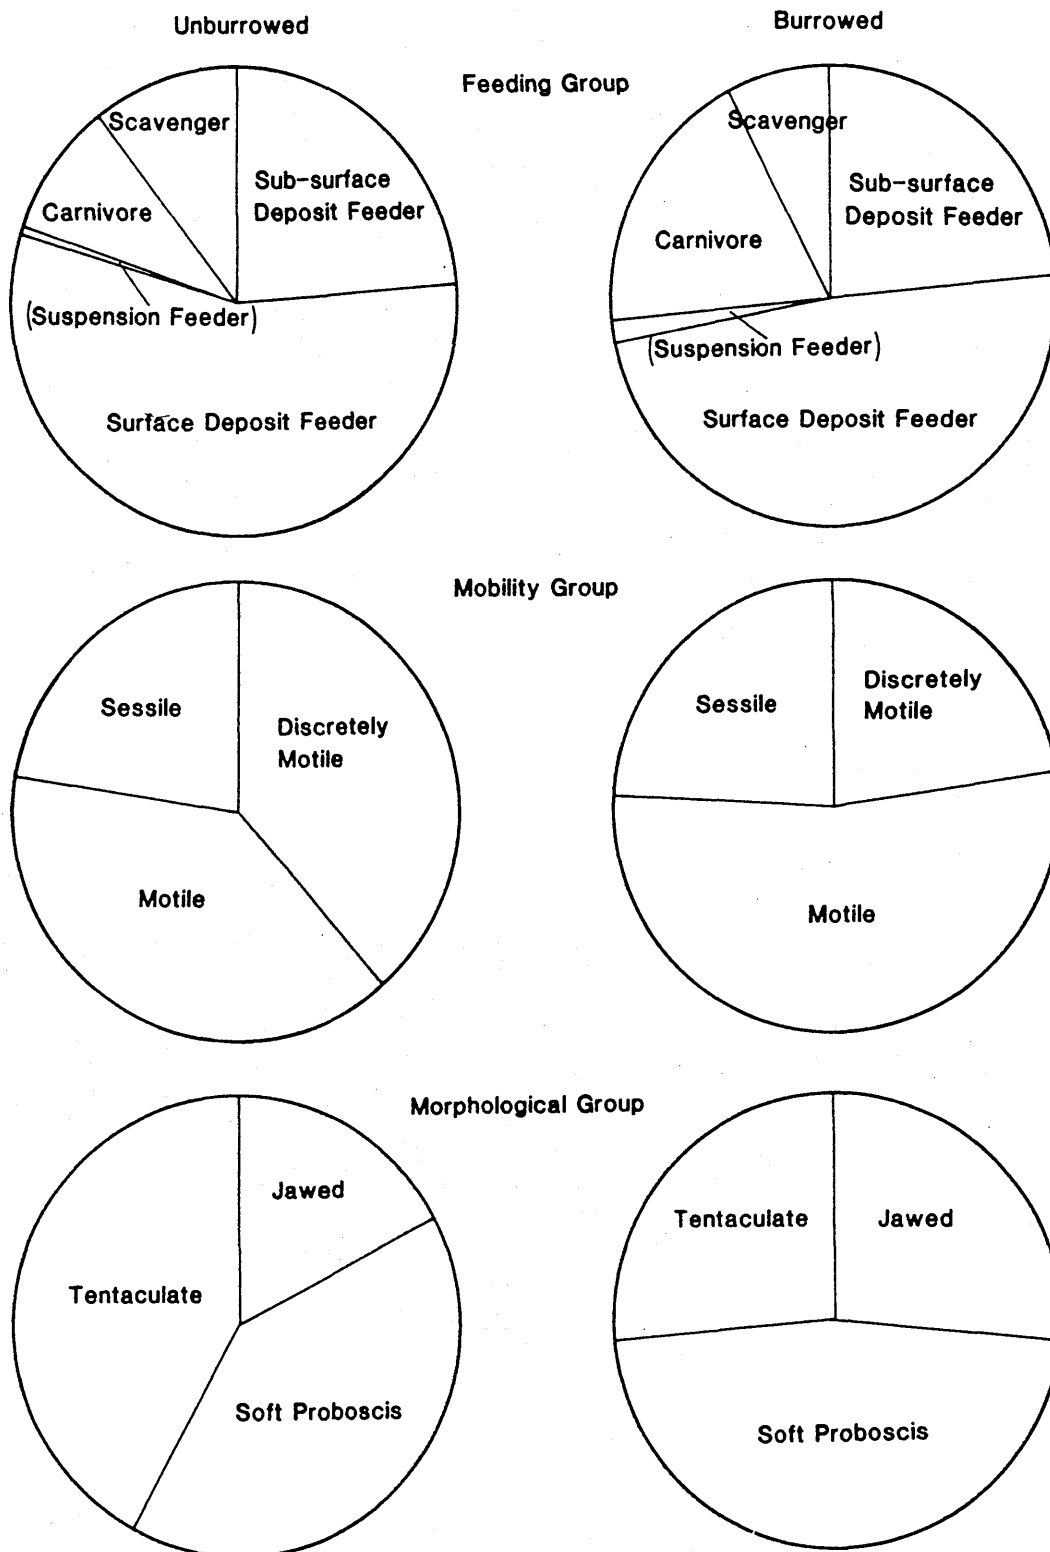 Unburrowed
Burrowed
Feeding Group
Scavenger
Sub-surface
Deposit Feeder
Carnivore
(Suspension Feeder)
Surface Deposit Feeder
Scavenger
Sub-surface
Deposit Feeder
Carnivore
(Suspension Feeder)
Surface Deposit Feeder
Mobility Group
Sessile
Discretely
Motile
Motile
Sessile
Discretely
Motile
Motile
Morphological Group
Jawed
Tentaculate
Soft Proboscis
Tentaculate
Jawed
Soft Proboscis